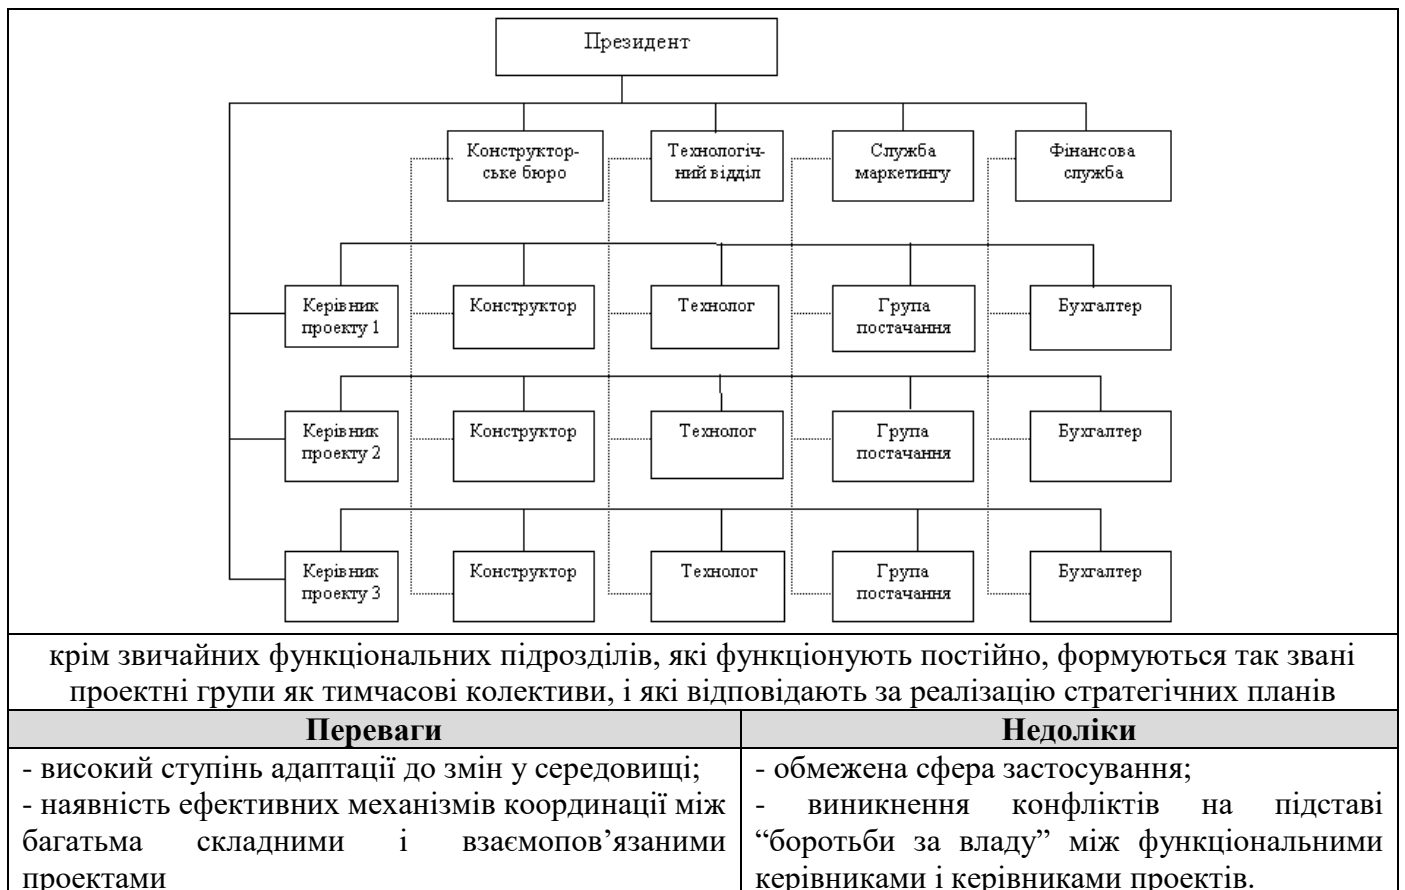 Президент
Конструктор-
ське бюро
Технологіч-
ний відділ
Служба
маркетингу
Фінансова
служба
Керівник
проекту 1
Конструктор
Технолог
Група
постачання
Бухгалтер
Керівник
проекту 2
Конструктор
Технолог
Група
постачання
Бухгалтер
Керівник
проекту 3
Конструктор
Технолог
Група
постачання
Бухгалтер
крім звичайних функціональних підрозділів, які функціонують постійно, формуються так звані
проектні групи як тимчасові колективи, і які відповідають за реалізацію стратегічних планів
Переваги
- високий ступінь адаптації до змін у середовищі;
- наявність ефективних механізмів координації між
багатьма складними і взаємопов’язаними
проектами
Недоліки
- обмежена сфера застосування;
- виникнення конфліктів на підставі
“боротьби за владу” між функціональними
керівниками і керівниками проектів.